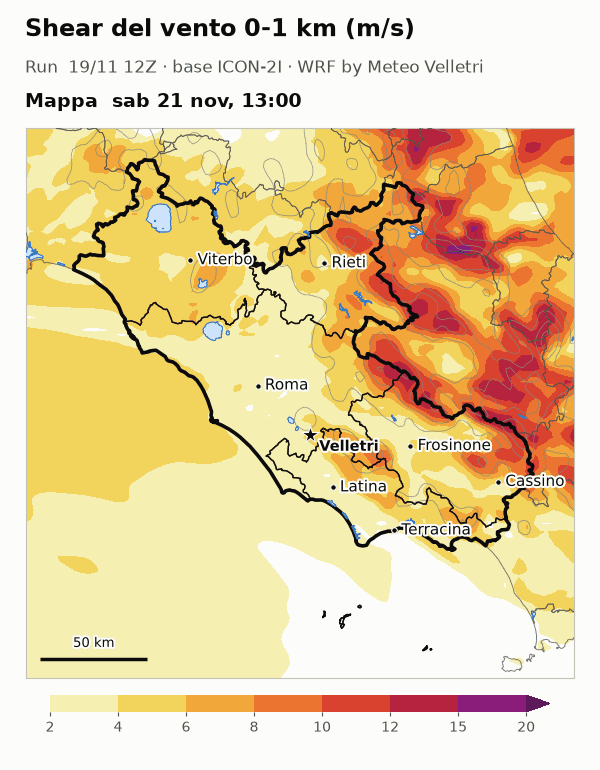 Shear del vento 0-1 km (m/s)
Run  19/11 12Z · base ICON-2I · WRF by Meteo Velletri
Mappa  sab 21 nov, 13:00
Viterbo
Rieti
Roma
Velletri
Frosinone
Latina
Cassino
Terracina
50 km
2 4 6 8 10 12 15 20